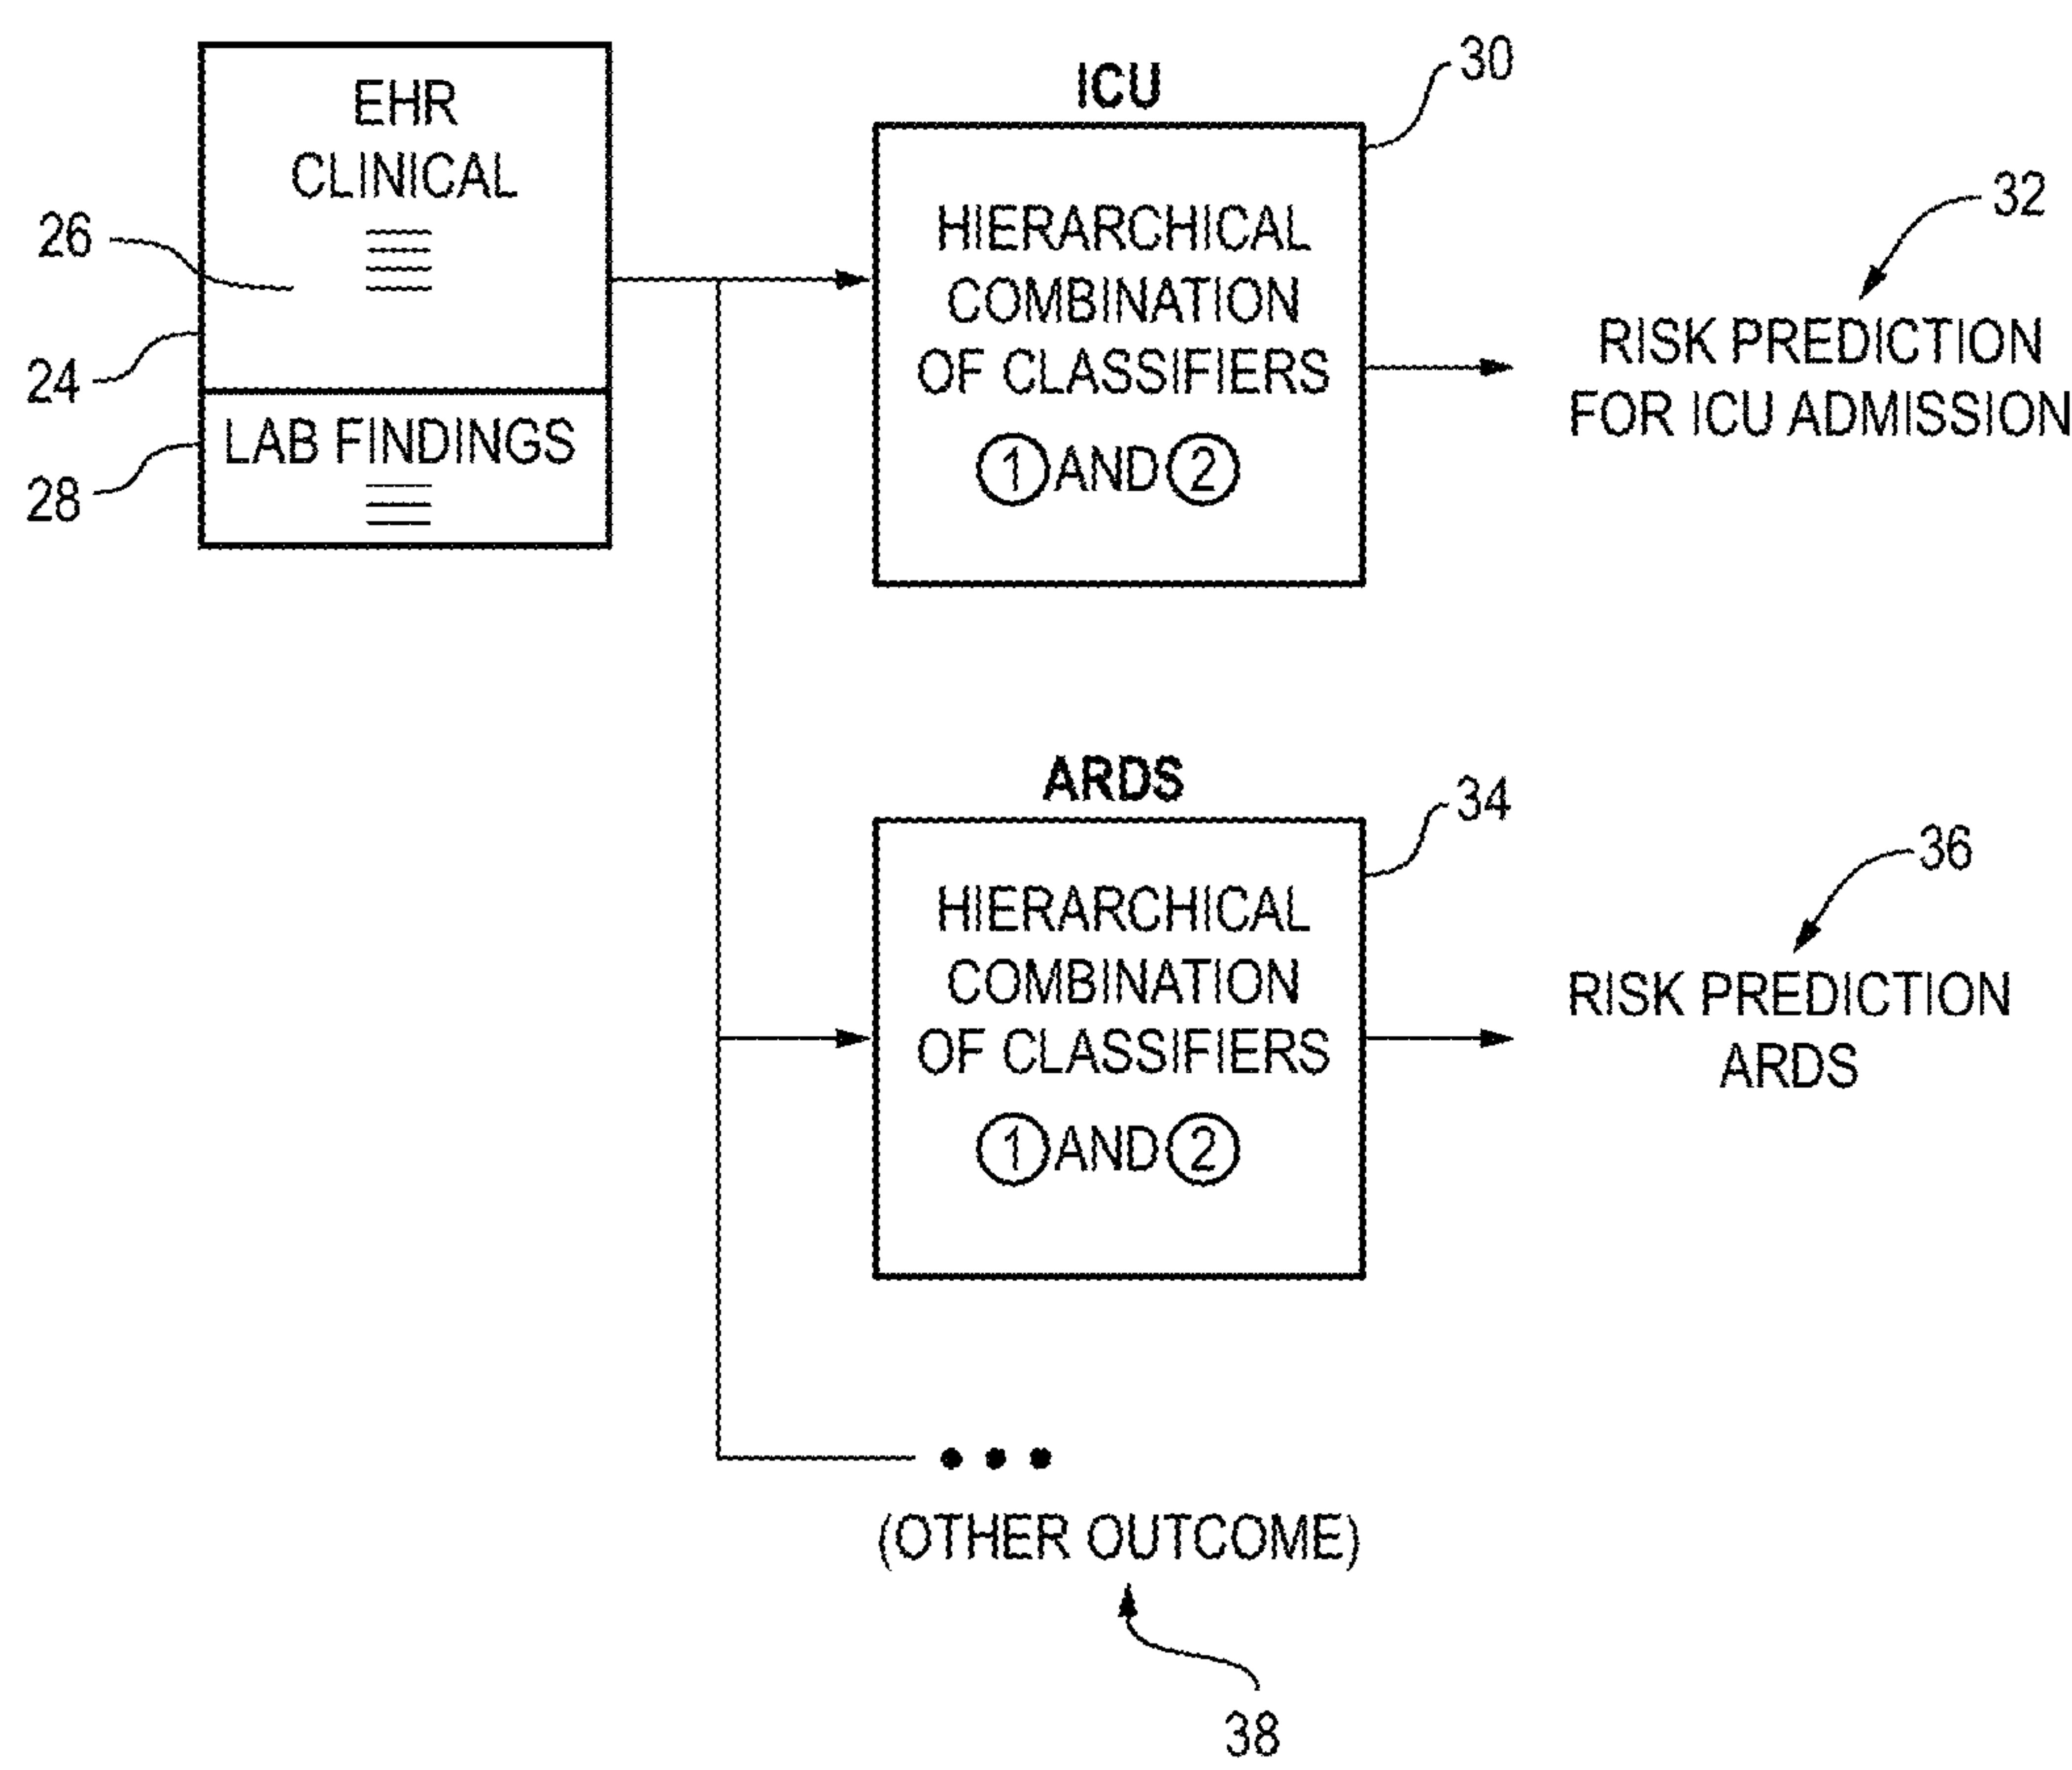 EHR
CLINICAL
26
24
LAB FINDINGS
28
ICU
30
HIERARCHICAL
COMBINATION
OF CLASSIFIERS
1 AND 2
32
RISK PREDICTION
FOR ICU ADMISSION
ARDS
34
HIERARCHICAL
COMBINATION
OF CLASSIFIERS
1 AND 2
36
RISK PREDICTION
ARDS
(OTHER OUTCOME)
38